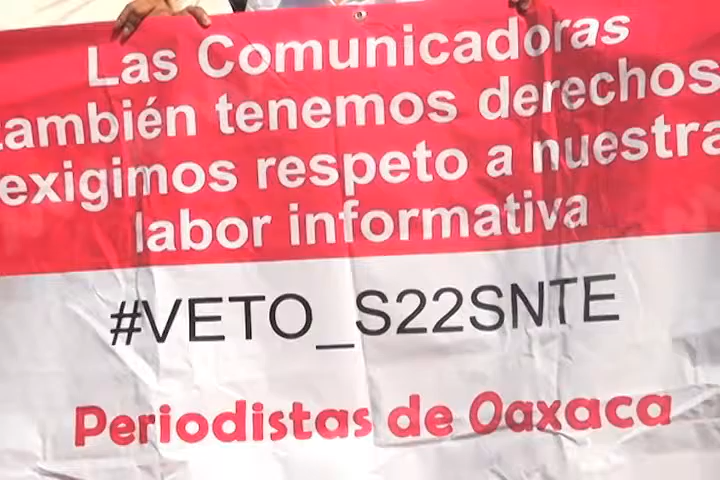 Las Comunicadoras
también tenemos derechos
exigimos respeto a nuestra
labor informativa
#VETO_S22SNTE
Periodistas de Oaxaca